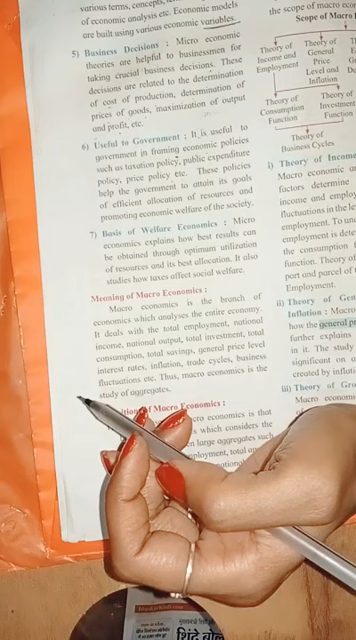 various terms, concepts,
of economic analysis etc. Economic models
are built using various economic variables.
5) Business Decisions : Micro economic
theories are helpful to businessmen for
taking crucial business decisions. These
decisions are related to the determination
of cost of production, determination of
prices of goods, maximization of output
and profit, etc.
6) Useful to Government : It is useful to
government in framing economic policies
such as taxation policy, public expenditure
policy, price policy etc. These policies
help the government to attain its goals
of efficient allocation of resources and
promoting economic welfare of the society.
7) Basis of Welfare Economics : Micro
economics explains how best results can
be obtained through optimum utilization
of resources and its best allocation. It also
studies how taxes affect social welfare.
Meaning of Macro Economics :
Macro economics is the branch of
economics which analyses the entire economy.
It deals with the total employment, national
income, national output, total investment, total
consumption, total savings, general price level
interest rates, inflation, trade cycles, business
fluctuations etc. Thus, macro economics is the
study of aggregates.
of Macro Economics :
economics is that
which considers the
large aggregates such
total
the scope of macro
Scope of Macro
Theory of
Income and
Employment
Theory of
General
Price
Level and
Inflation
Theory of
Consumption
Function
Theory of
Investment
Function
Theory of
Business Cycles
i) Theory of
Macro economic
factors determine
income and
fluctuations in the
employment. To
employment is
the consumption
function. Theory of
part and parcel of
Employment.
ii) Theory of
Inflation : Macro
how the general
further explains
in it. The study
significant on
created by
iii) Theory of
Macro
शिंदे बोल